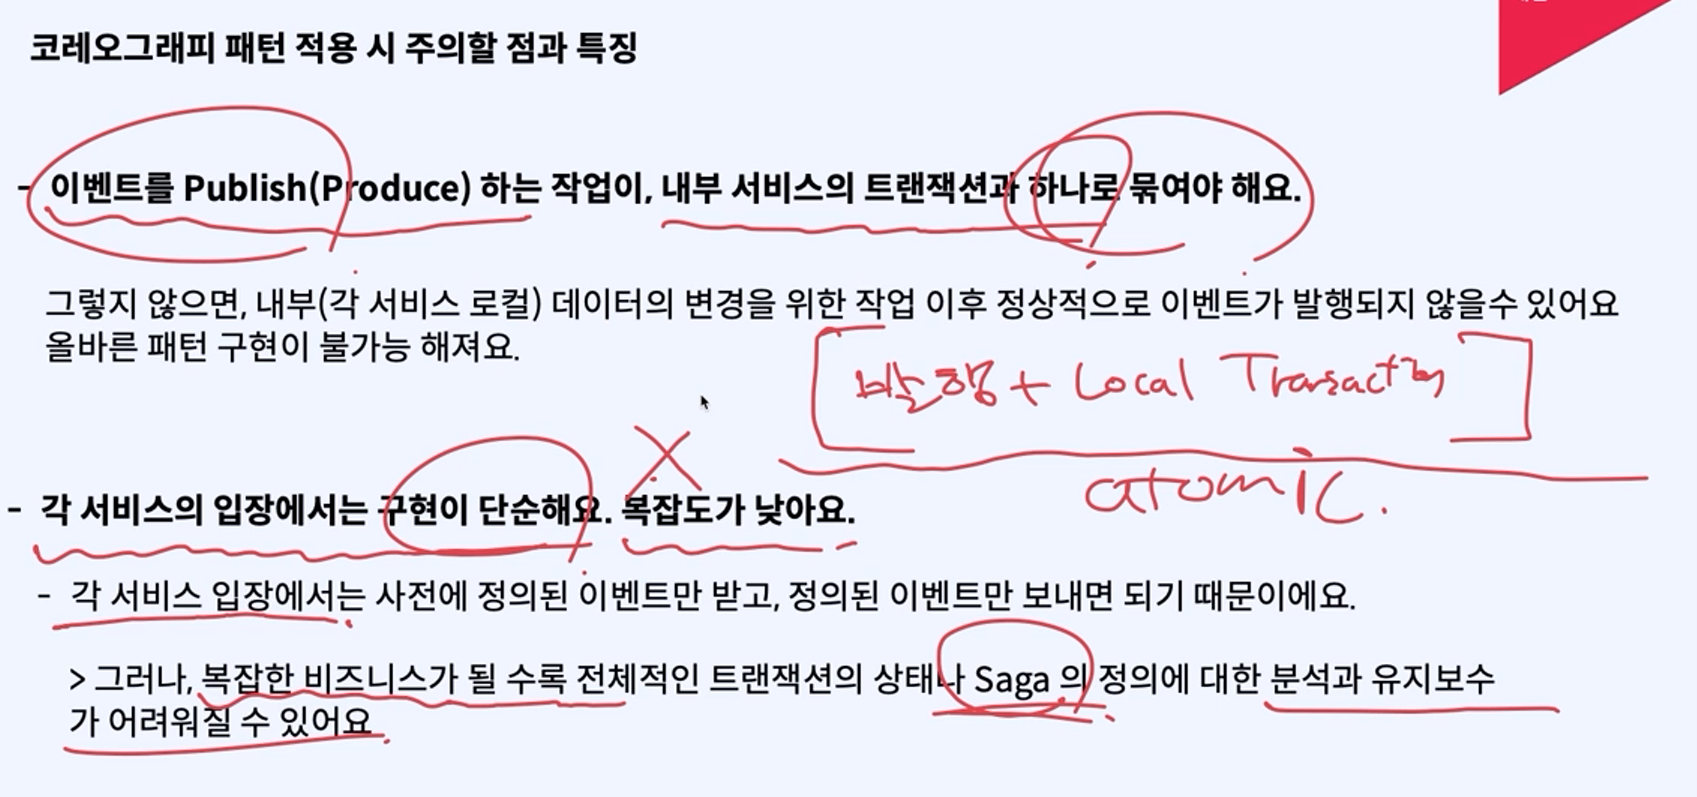 코레오그래피 패턴 적용 시 주의할 점과 특징
- 이벤트를 Publish(Produce) 하는 작업이, 내부 서비스의 트랜잭션과 하나로 묶여야 해요.
그렇지 않으면, 내부(각 서비스 로컬) 데이터의 변경을 위한 작업 이후 정상적으로 이벤트가 발행되지 않을수 있어요
올바른 패턴 구현이 불가능 해져요.
발행 + Local Transaction
atomic.
- 각 서비스의 입장에서는 구현이 단순해요. 복잡도가 낮아요.
- 각 서비스 입장에서는 사전에 정의된 이벤트만 받고, 정의된 이벤트만 보내면 되기 때문이에요.
> 그러나, 복잡한 비즈니스가 될 수록 전체적인 트랜잭션의 상태나 Saga 의 정의에 대한 분석과 유지보수
가 어려워질 수 있어요